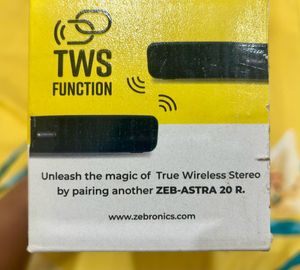 TWS
FUNCTION
Unleash the magic of True Wireless Stereo
by pairing another ZEB-ASTRA 20 R.
www.zebronics.com